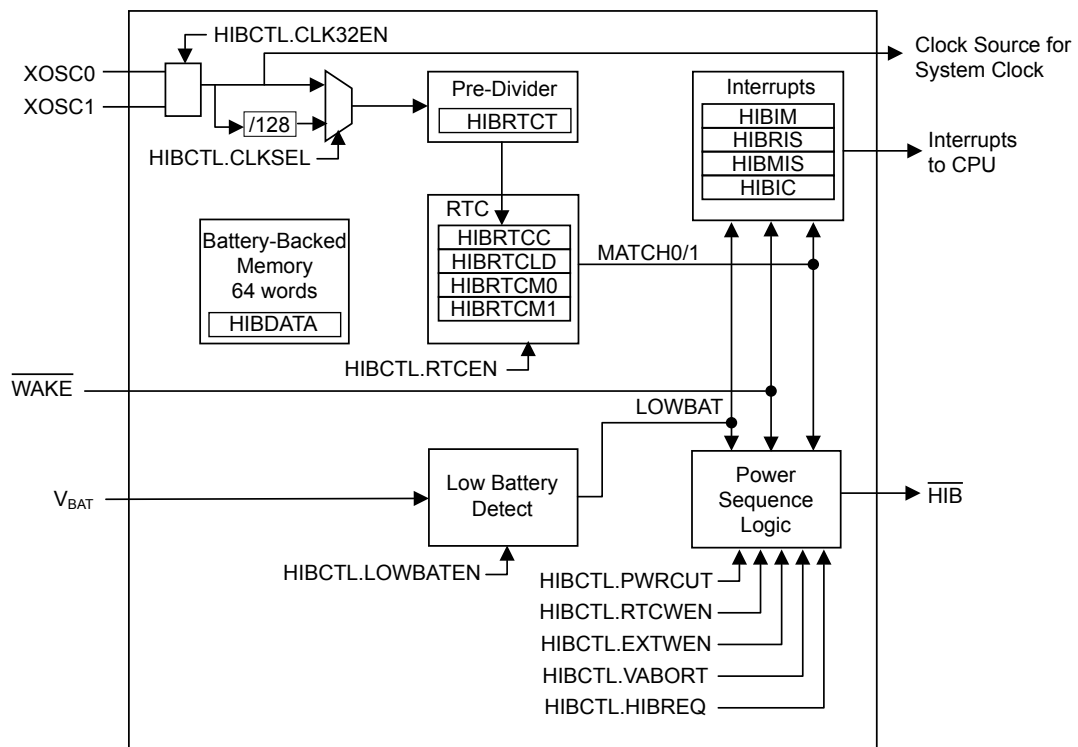 HIBCTL.CLK32EN
XOSC0
XOSC1
Clock Source for
System Clock
/128
HIBCTL.CLKSEL
Pre-Divider
HIBRTCT
Interrupts
HIBIM
HIBRIS
HIBMIS
HIBIC
Interrupts
to CPU
RTC
HIBRTCC
HIBRTCLD
HIBRTCM0
HIBRTCM1
MATCH0/1
Battery-Backed
Memory
64 words
HIBDATA
HIBCTL.RTCEN
WAKE
LOWBAT
VBAT
Low Battery
Detect
Power
Sequence
Logic
HIB
HIBCTL.LOWBATEN
HIBCTL.PWRCUT
HIBCTL.RTCWEN
HIBCTL.EXTWEN
HIBCTL.VABORT
HIBCTL.HIBREQ